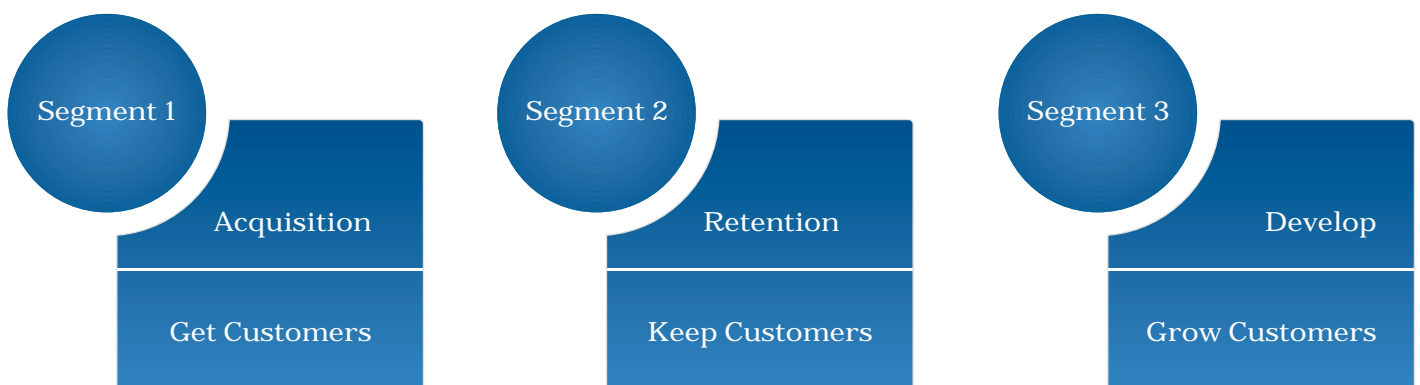 Segment 1
Acquisition
Get Customers
Segment 2
Retention
Keep Customers
Segment 3
Develop
Grow Customers